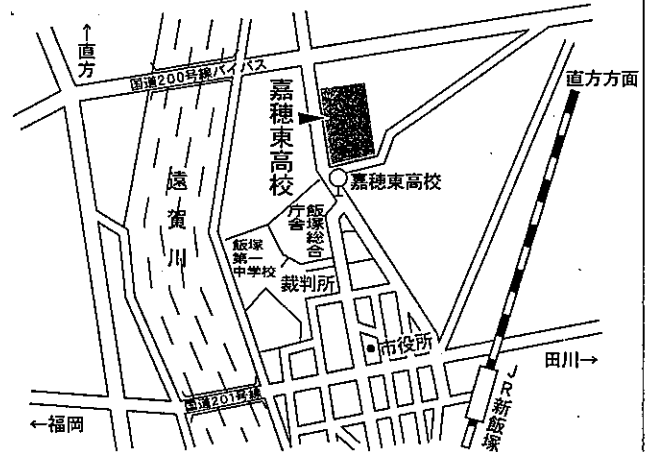 ↑直方
国道200号線バイパス
直方方面
嘉穂東高校
嘉穂東高校
遠賀川
飯塚総合
庁舎
飯塚
第一
中学校
裁判所
市役所
田川→
JR新飯塚
国道201号線
←福岡